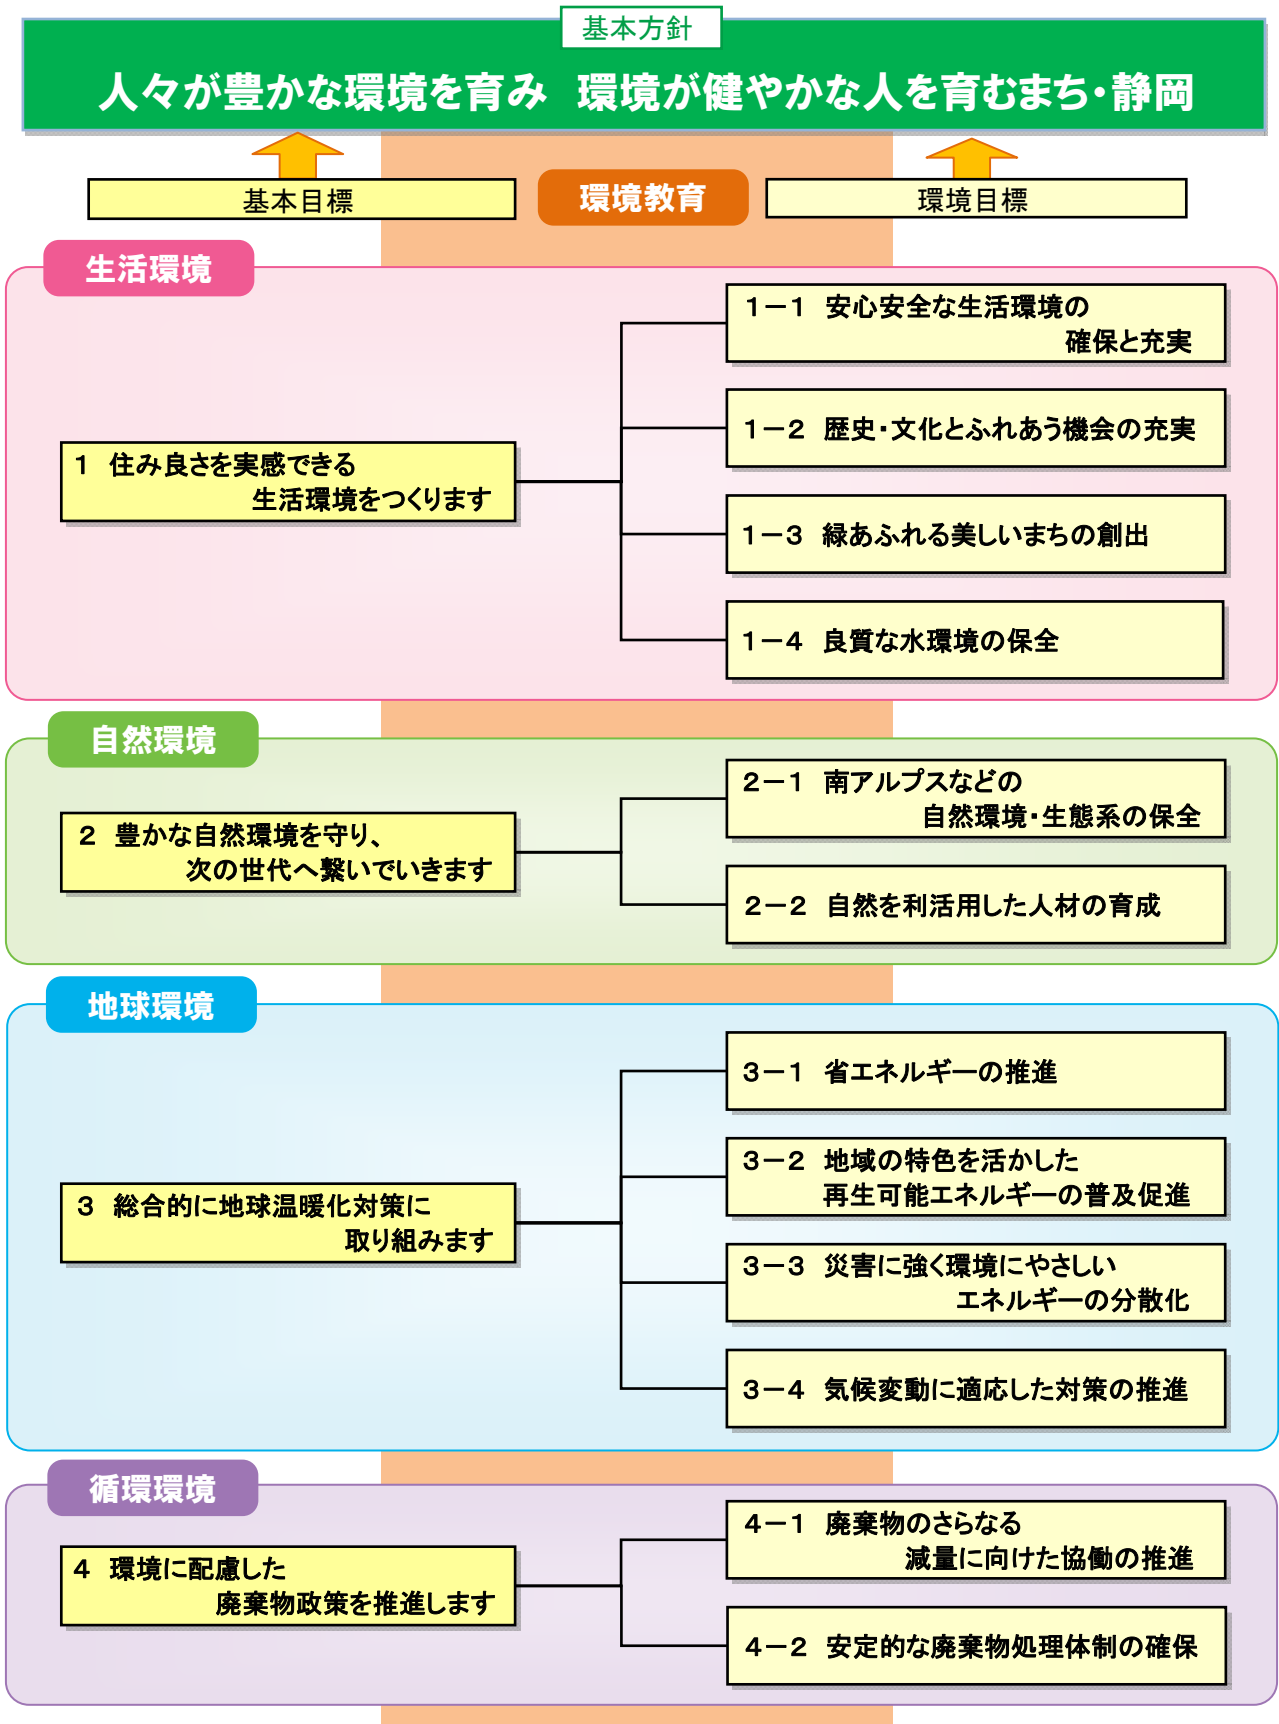 基本方針
人々が豊かな環境を育み　環境が健やかな人を育むまち・静岡
基本目標
環境教育
環境目標
生活環境
１　住み良さを実感できる
生活環境をつくります
１－１　安心安全な生活環境の
確保と充実
１－２　歴史・文化とふれあう機会の充実
１－３　緑あふれる美しいまちの創出
１－４　良質な水環境の保全
自然環境
２　豊かな自然環境を守り、
次の世代へ繋いでいきます
２－１　南アルプスなどの
自然環境・生態系の保全
２－２　自然を利活用した人材の育成
地球環境
３　総合的に地球温暖化対策に
取り組みます
３－１　省エネルギーの推進
３－２　地域の特色を活かした
再生可能エネルギーの普及促進
３－３　災害に強く環境にやさしい
エネルギーの分散化
３－４　気候変動に適応した対策の推進
循環環境
４　環境に配慮した
廃棄物政策を推進します
４－１　廃棄物のさらなる
減量に向けた協働の推進
４－２　安定的な廃棄物処理体制の確保